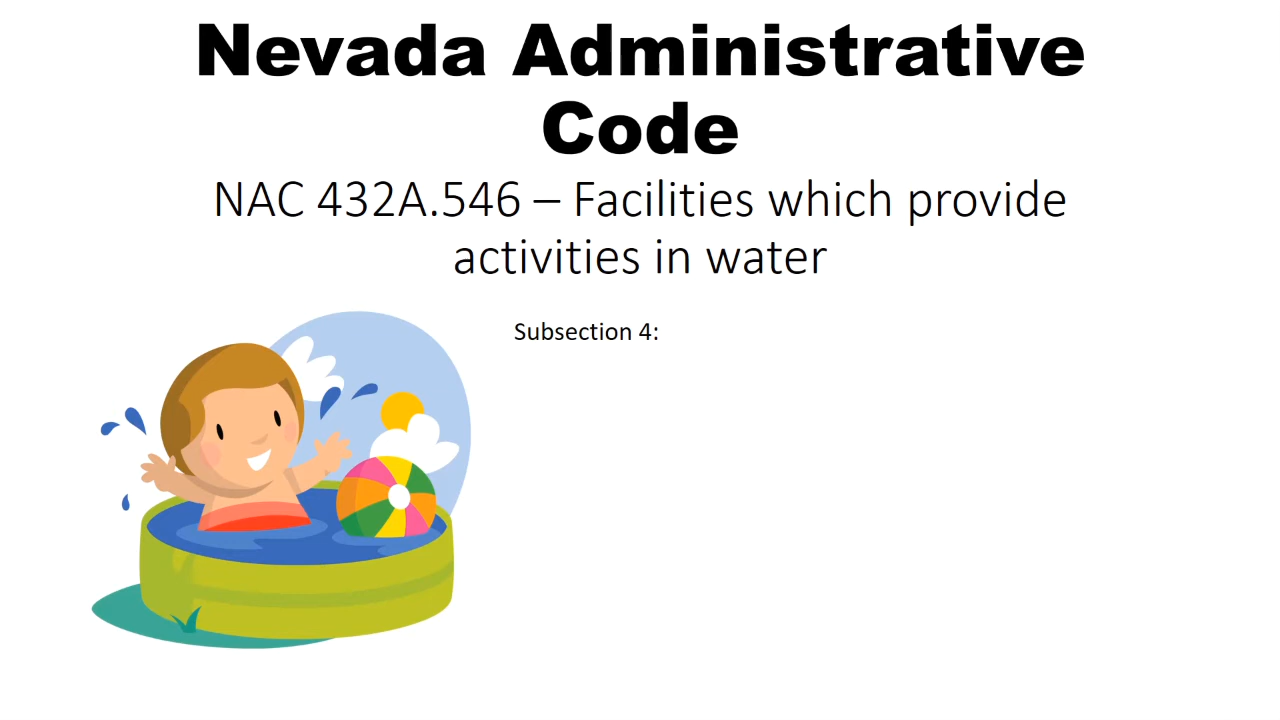 Nevada Administrative
Code
NAC 432A.546 – Facilities which provide
activities in water
Subsection 4: